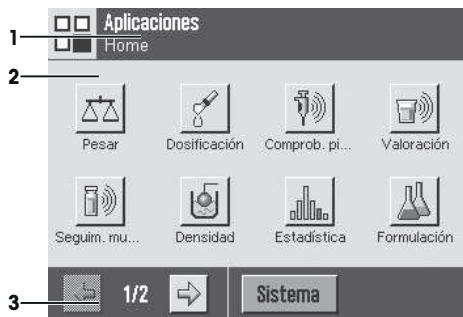 Aplicaciones
1
Home
2
Pesar
Dosificación
Comprob. pi...
Valoración
Seguim. mu...
Densidad
Estadística
Formulación
3
1/2
Sistema